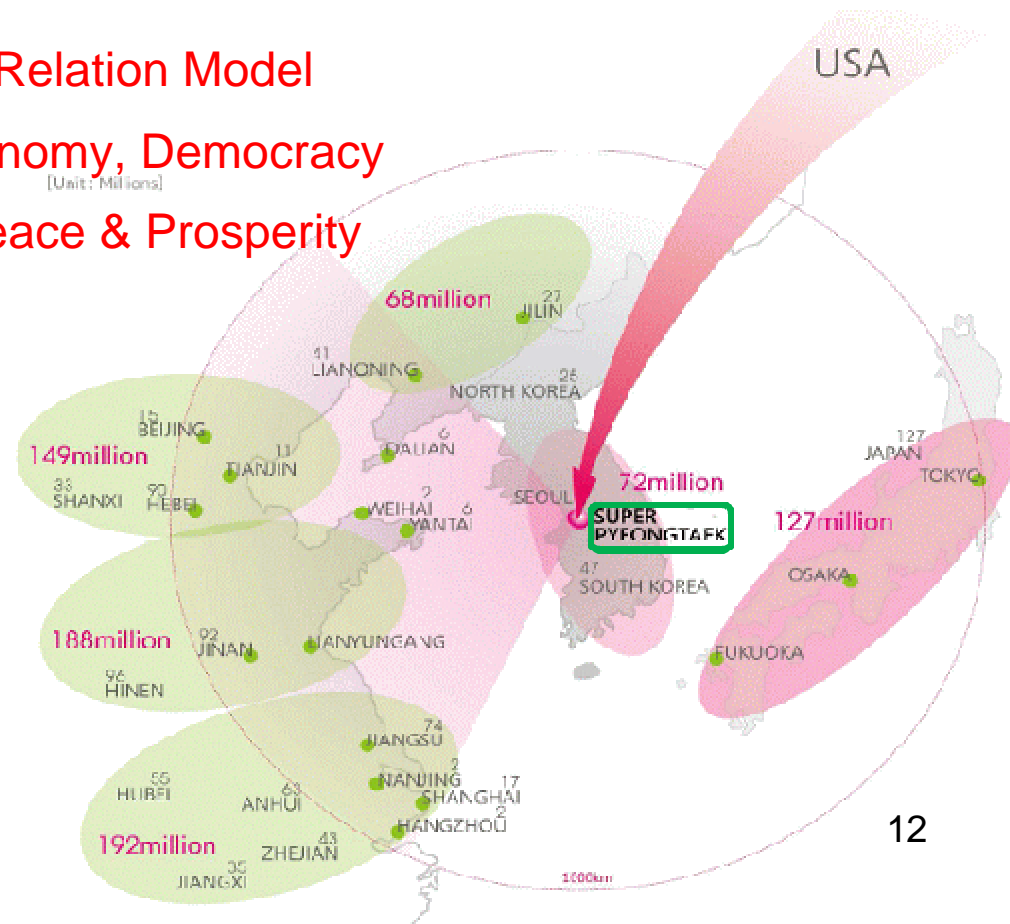 Relation Model
USA
nomy, Democracy
[Unit: Millions]
eace & Prosperity
68million
27
JILIN
41
LIANONING
NORTH KOREA
149million
15
BEIJING
11
TIANJIN
33
SHANXI
90
HEBEI
6
DALIAN
2
WEIHAI
6
YANTAI
SEOUL
72million
SUPER
PYEONGTAEK
47
SOUTH KOREA
127
JAPAN
TOKYO
127million
OSAKA
FUKUOKA
188million
92
JINAN
LIANYUNGANG
96
HINEN
74
JIANGSU
2
NANJING
17
SHANGHAI
2
HANGZHOU
55
HUBEI
63
ANHUI
43
ZHEJIAN
35
JIANGXI
192million
1000km
12